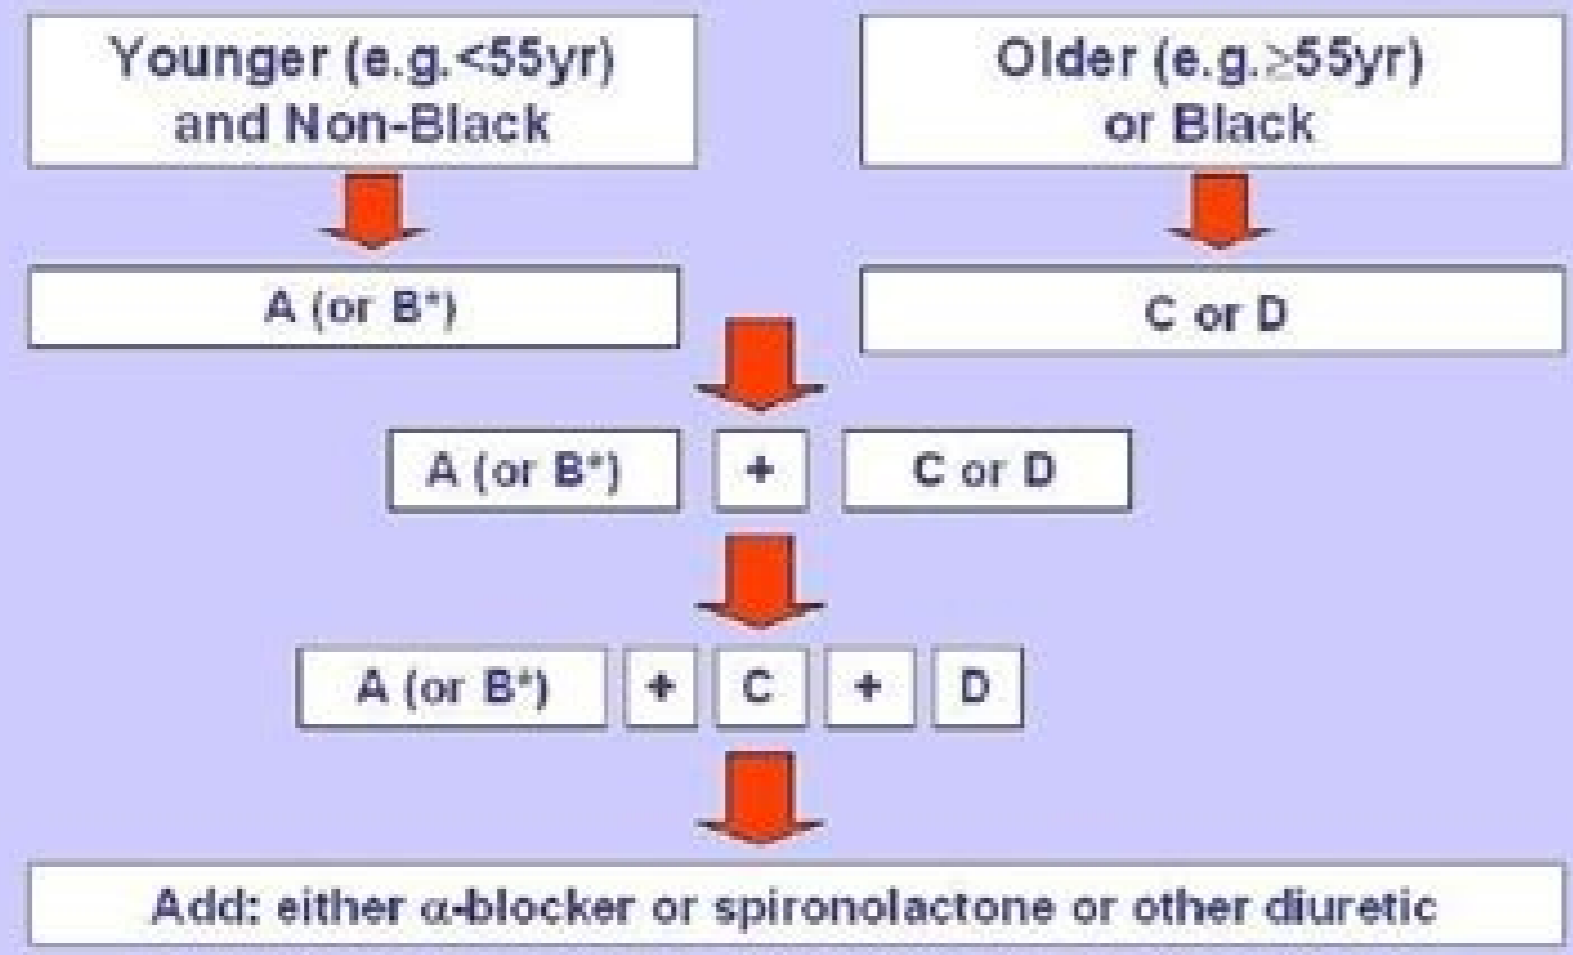 Younger (e.g.<55yr)
and Non-Black
Older (e.g.≥55yr)
or Black
A (or B*)
C or D
A (or B*) + C or D
A (or B*) + C + D
Add: either α-blocker or spironolactone or other diuretic